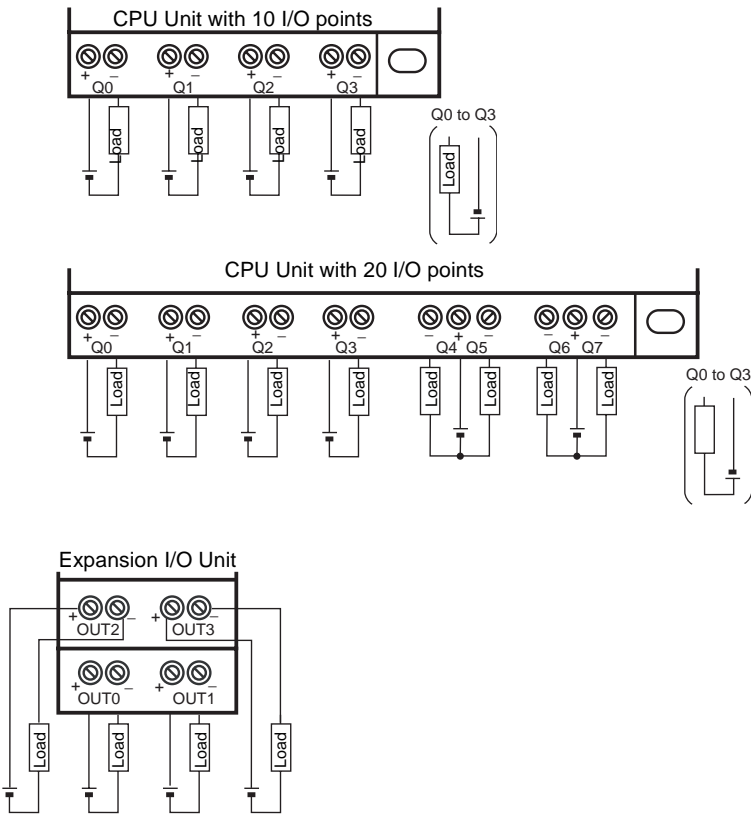 CPU Unit with 10 I/O points
+ – + – + – + –
Q0 Q1 Q2 Q3
Load Load Load Load
Q0 to Q3
Load
CPU Unit with 20 I/O points
+ – + – + – + – – + – – + –
Q0 Q1 Q2 Q3 Q4 Q5 Q6 Q7
Load Load Load Load Load Load Load Load
Q0 to Q3
Expansion I/O Unit
+ – + –
OUT2 OUT3
+ – + –
OUT0 OUT1
Load Load Load Load